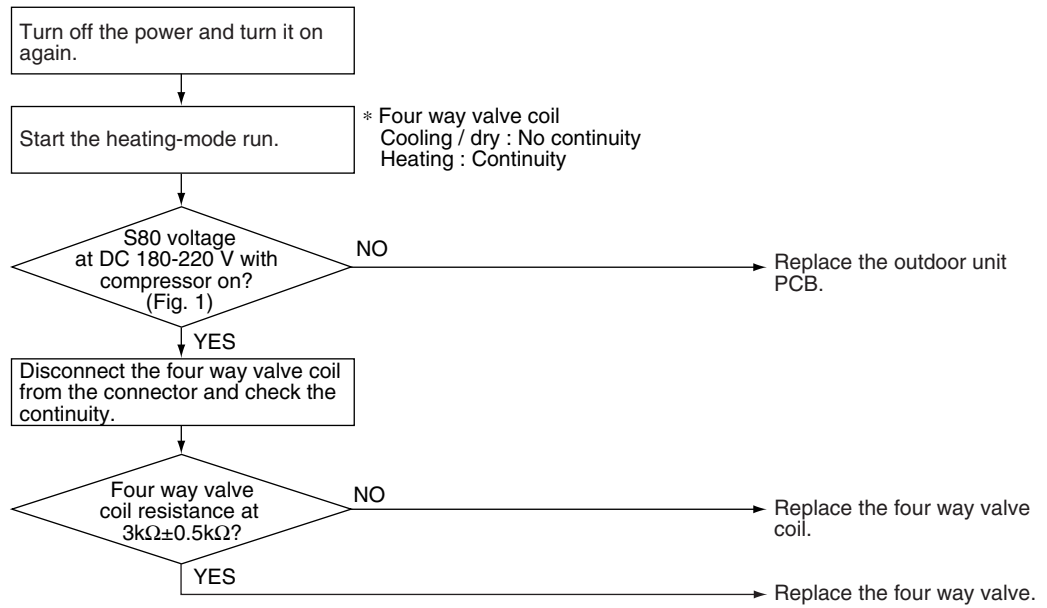 Turn off the power and turn it on
again.
Start the heating-mode run.
∗ Four way valve coil
Cooling / dry : No continuity
Heating : Continuity
S80 voltage
at DC 180-220 V with
compressor on?
(Fig. 1)
NO
Replace the outdoor unit
PCB.
YES
Disconnect the four way valve coil
from the connector and check the
continuity.
Four way valve
coil resistance at
3kΩ±0.5kΩ?
NO
Replace the four way valve
coil.
YES
Replace the four way valve.